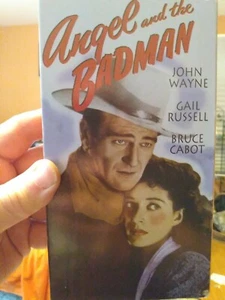 Angel and the
BADMAN
JOHN
WAYNE
GAIL
RUSSELL
BRUCE
CABOT